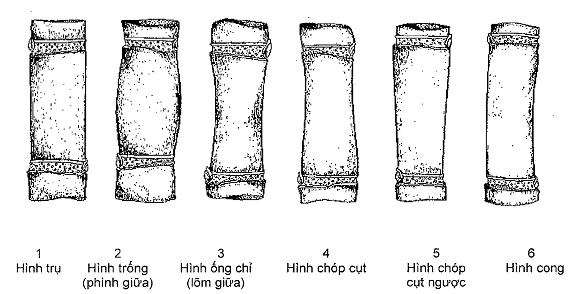 1 2 3 4 5 6
Hình trụ Hình trống Hình ống chỉ Hình chóp cụt Hình chóp Hình cong
(phình giữa) (lõm giữa) cụt ngược